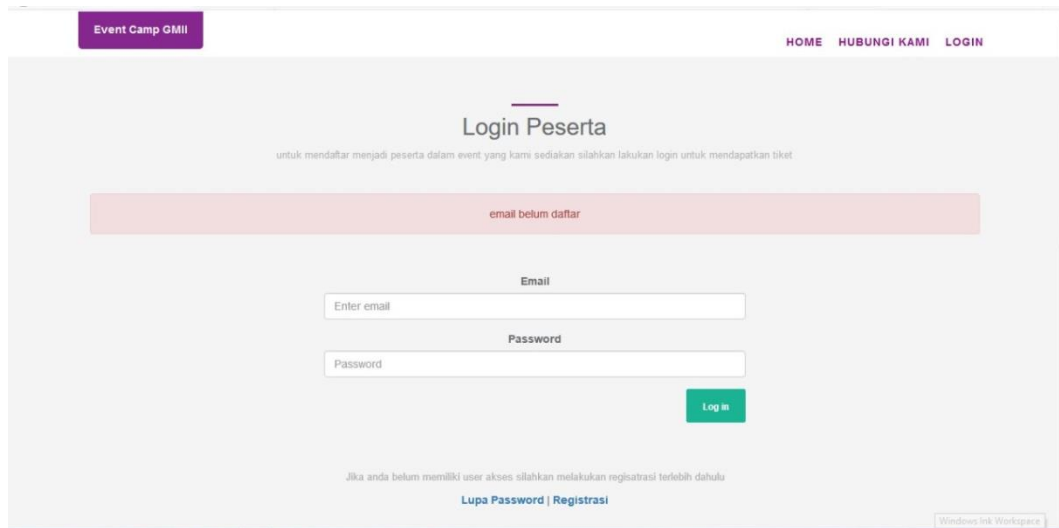 Event Camp GMII
HOME HUBUNGI KAMI LOGIN
Login Peserta
untuk mendaftar menjadi peserta dalam event yang kami sediakan silahkan lakukan login untuk mendapatkan tiket
email belum daftar
Email
Enter email
Password
Password
Log in
Jika anda belum memiliki user akses silahkan melakukan regisatrasi terlebih dahulu
Lupa Password | Registrasi
Windows Ink Workspace